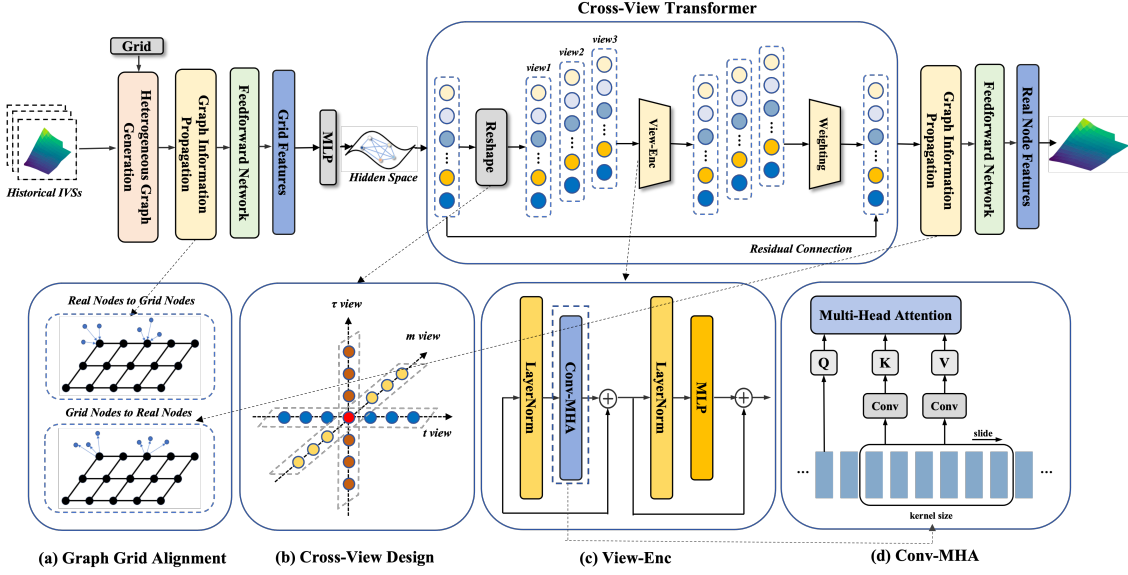 Cross-View Transformer
Grid
Historical IVSs
Heterogeneous Graph
Generation
Graph Information
Propagation
Feedforward Network
Grid Features
MLP
Hidden Space
Reshape
view1
view2
view3
View-Enc
Weighting
Residual Connection
Graph Information
Propagation
Feedforward Network
Real Node Features
Real Nodes to Grid Nodes
Grid Nodes to Real Nodes
(a) Graph Grid Alignment
τ view
m view
t view
(b) Cross-View Design
LayerNorm
Conv-MHA
LayerNorm
MLP
(c) View-Enc
Multi-Head Attention
Q
K
V
Conv
Conv
slide
...
...
kernel size
(d) Conv-MHA